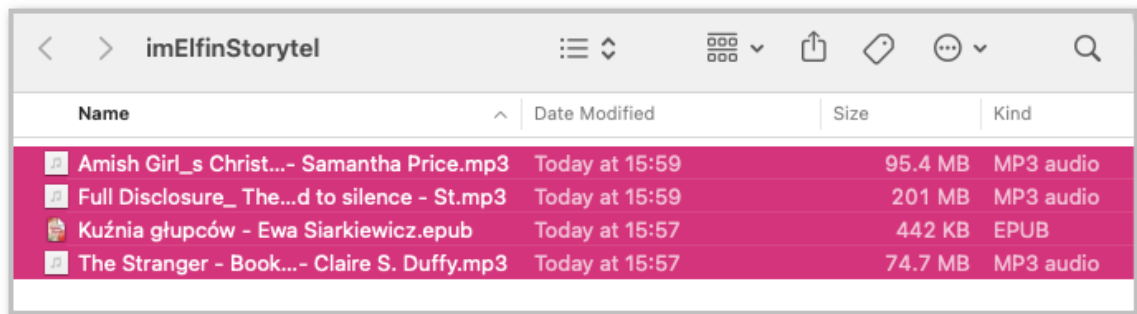 imElfinStorytel
Name Date Modified Size Kind
Amish Girl_s Christ...- Samantha Price.mp3 Today at 15:59 95.4 MB MP3 audio
Full Disclosure_ The...d to silence - St.mp3 Today at 15:59 201 MB MP3 audio
Kuźnia głupców - Ewa Siarkiewicz.epub Today at 15:57 442 KB EPUB
The Stranger - Book...- Claire S. Duffy.mp3 Today at 15:57 74.7 MB MP3 audio